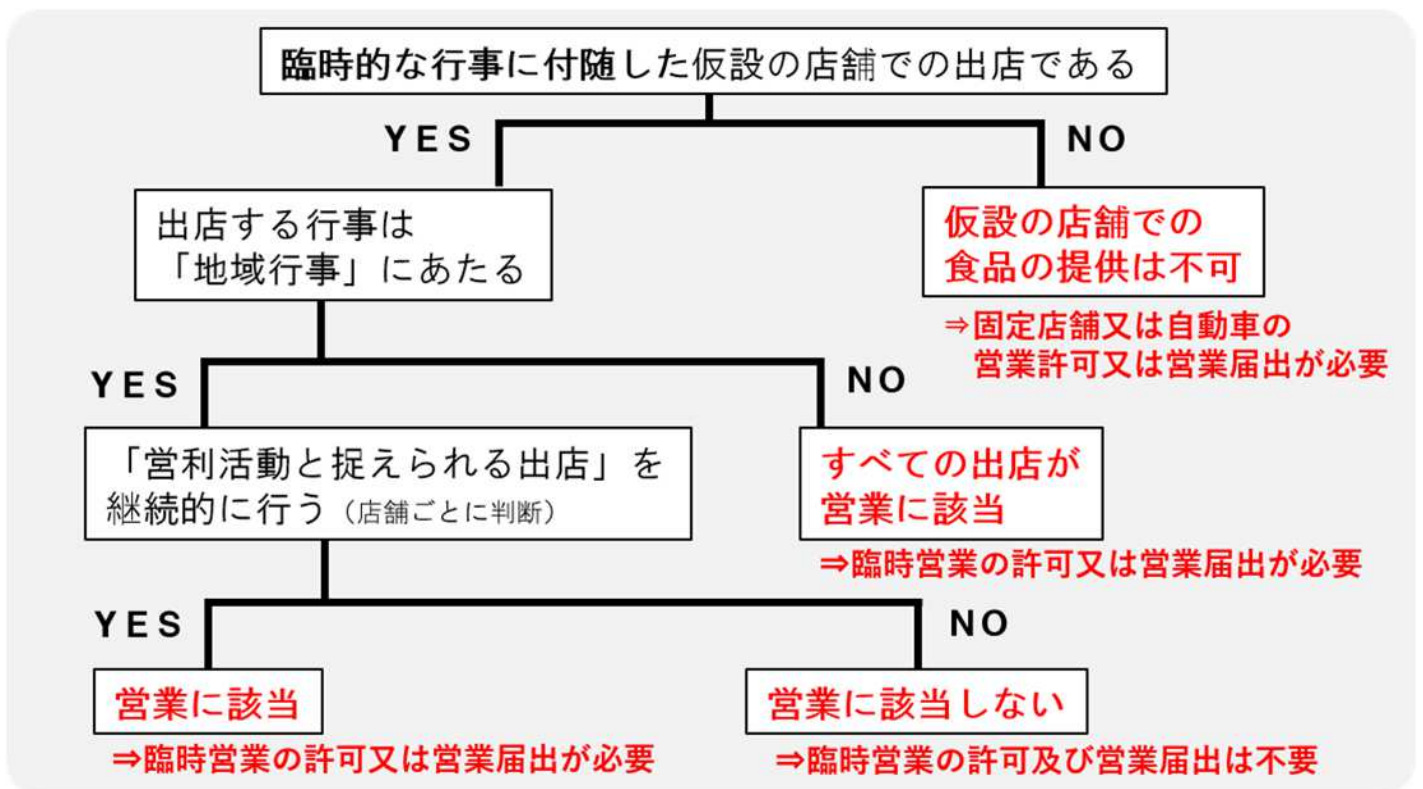 臨時的な行事に付随した仮設の店舗での出店である
YES
NO
出店する行事は
「地域行事」にあたる
仮設の店舗での
食品の提供は不可
⇒固定店舗又は自動車の
営業許可又は営業届出が必要
YES
NO
「営利活動と捉えられる出店」を
継続的に行う（店舗ごとに判断）
すべての出店が
営業に該当
⇒臨時営業の許可又は営業届出が必要
YES
NO
営業に該当
⇒臨時営業の許可又は営業届出が必要
営業に該当しない
⇒臨時営業の許可及び営業届出は不要